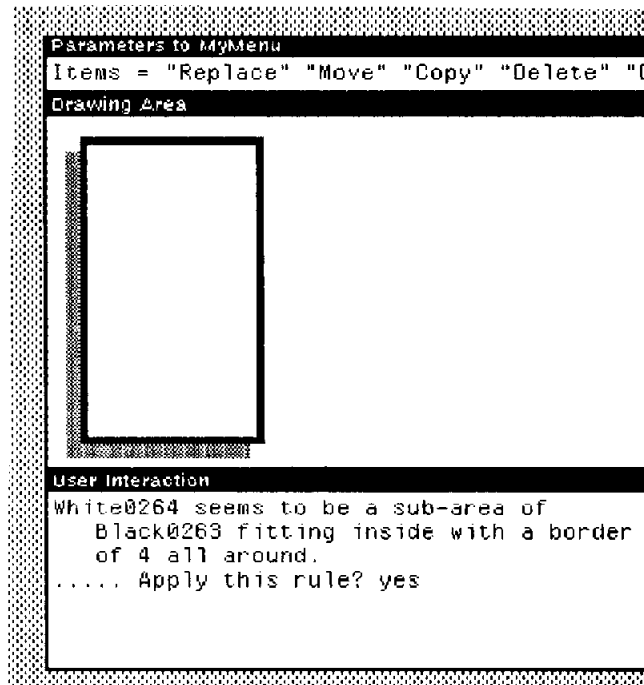 Parameters to MyMenu
Items = "Replace" "Move" "Copy" "Delete"
Drawing Area
User Interaction
White0264 seems to be a sub-area of
Black0263 fitting inside with a border
of 4 all around.
..... Apply this rule? yes